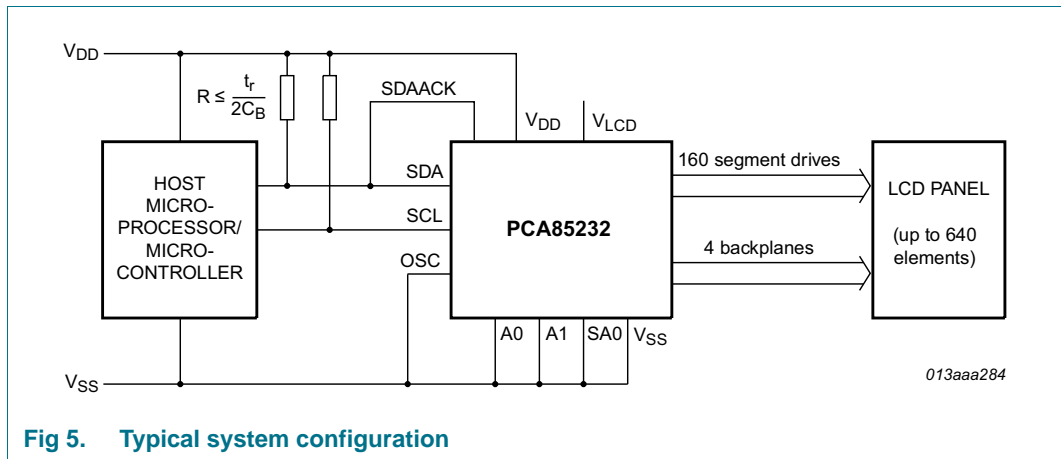 VDD
R ≤ tr
2CB
SDAACK
VDD
VLCD
HOST
MICRO-
PROCESSOR/
MICRO-
CONTROLLER
SDA
SCL
OSC
PCA85232
160 segment drives
4 backplanes
LCD PANEL
(up to 640
elements)
A0
A1
SA0
VSS
VSS
013aaa284
Fig 5. Typical system configuration